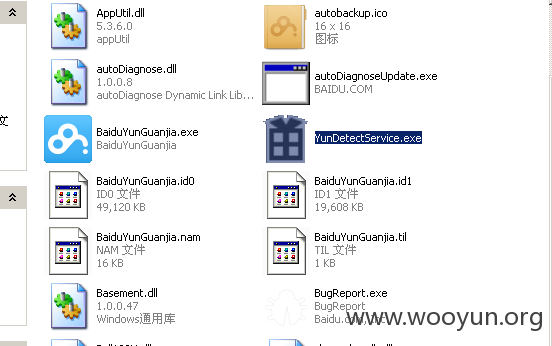 AppUtil.dll
5.3.6.0
appUtil
autobackup.ico
16 x 16
图标
autoDiagnose.dll
1.0.0.8
autoDiagnose Dynamic Link Lib...
autoDiagnoseUpdate.exe
BAIDU.COM
文
BaiduYunGuanjia.exe
BaiduYunGuanjia
YunDetectService.exe
BaiduYunGuanjia.id0
ID0 文件
49,120 KB
BaiduYunGuanjia.id1
ID1 文件
19,608 KB
BaiduYunGuanjia.nam
NAM 文件
16 KB
BaiduYunGuanjia.til
TIL 文件
1 KB
Basement.dll
1.0.0.47
Windows通用库
BugReport.exe
BugReport
Baidu.com, Inc.
www.wooyun.org